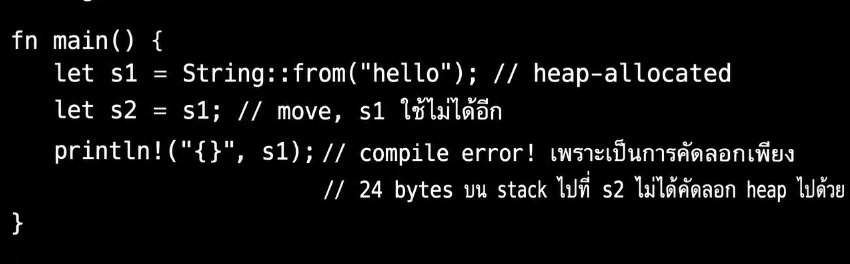 fn main() {
let s1 = String::from("hello"); // heap-allocated
let s2 = s1; // move, s1 ใช้ไม่ได้อีก
println!("{}", s1); // compile error! เพราะเป็นการคัดลอกเพียง
// 24 bytes บน stack ไปที่ s2 ไม่ได้คัดลอก heap ไปด้วย
}